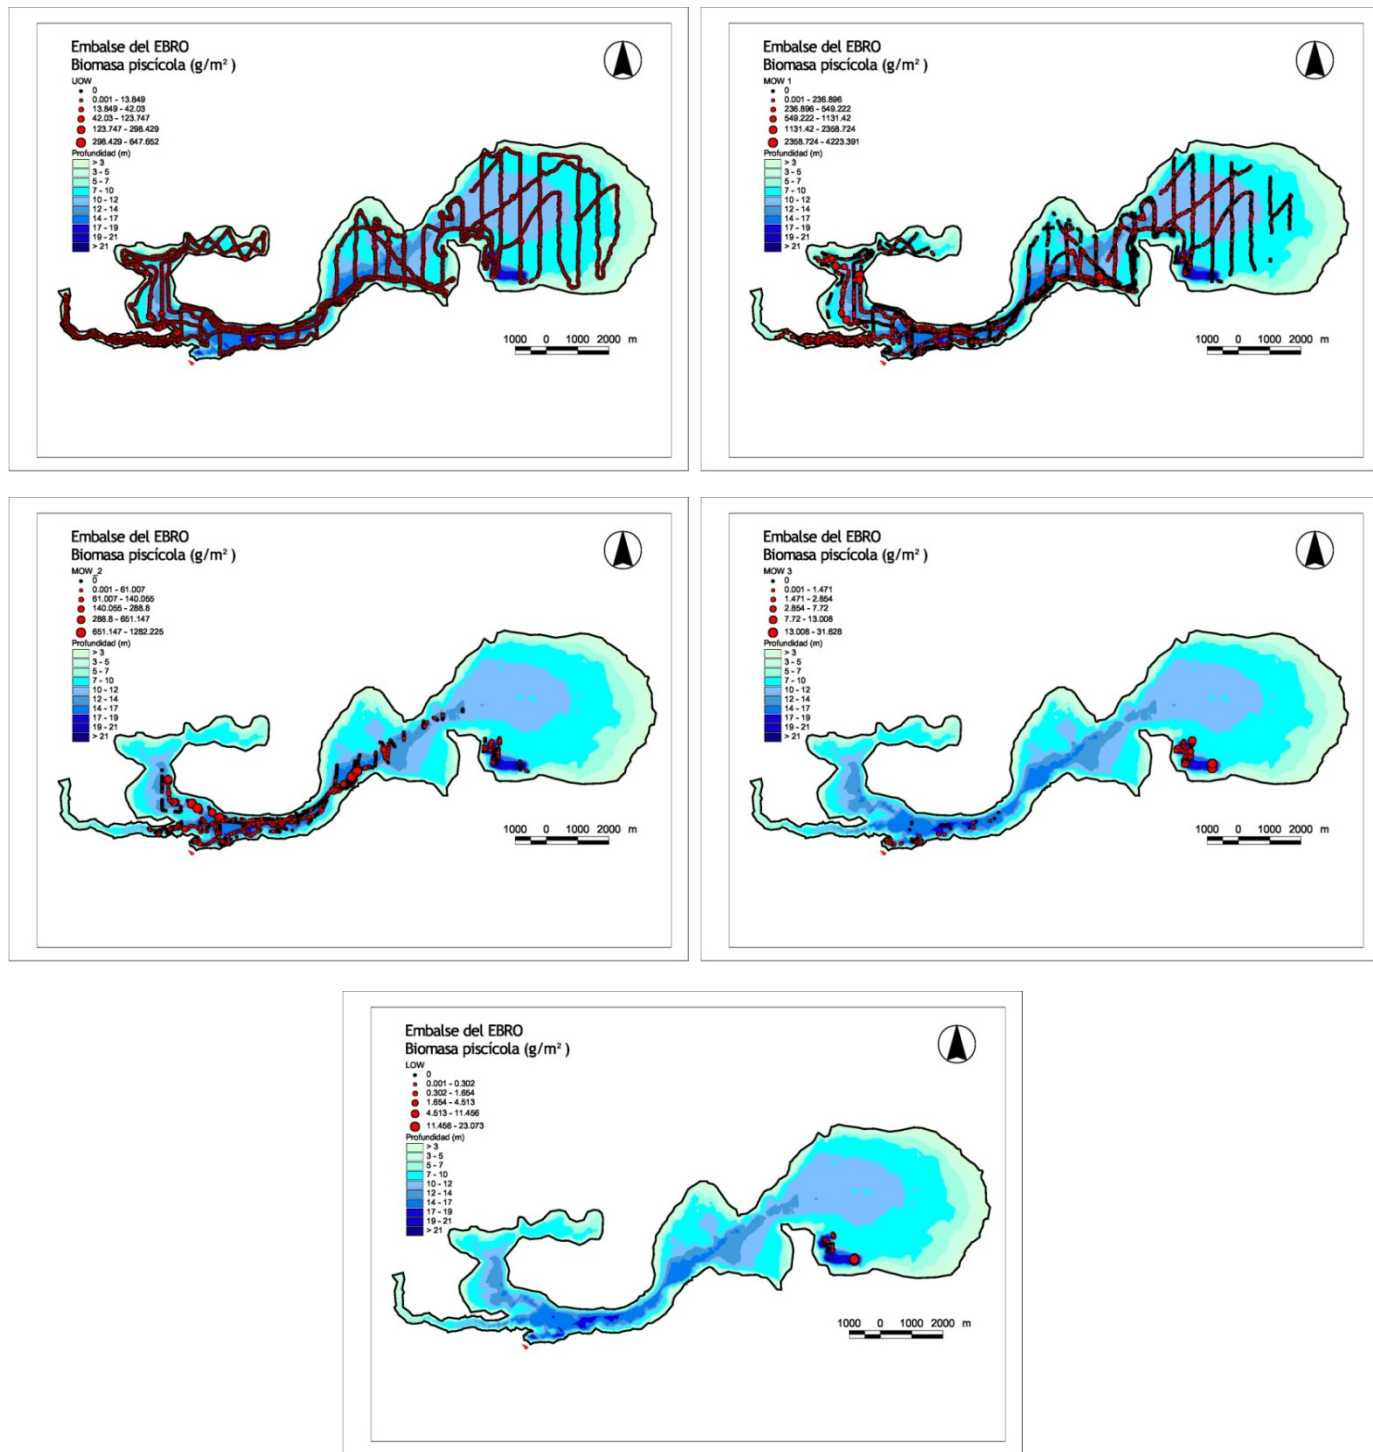 Embalse del EBRO
Biomasa piscícola (g/m² )
UOW
0
0.001 - 13.849
13.849 - 42.03
42.03 - 123.747
123.747 - 298.429
298.429 - 647.652
Profundidad (m)
> 3
3 - 5
5 - 7
7 - 10
10 - 12
12 - 14
14 - 17
17 - 19
19 - 21
> 21
1000 0 1000 2000 m
Embalse del EBRO
Biomasa piscícola (g/m² )
MOW 1
0
0.001 - 236.896
236.896 - 549.222
549.222 - 1131.42
1131.42 - 2358.724
2358.724 - 4223.391
Profundidad (m)
> 3
3 - 5
5 - 7
7 - 10
10 - 12
12 - 14
14 - 17
17 - 19
19 - 21
> 21
1000 0 1000 2000 m
Embalse del EBRO
Biomasa piscícola (g/m² )
MOW_2
0
0.001 - 61.007
61.007 - 140.055
140.055 - 288.8
288.8 - 651.147
651.147 - 1282.225
Profundidad (m)
> 3
3 - 5
5 - 7
7 - 10
10 - 12
12 - 14
14 - 17
17 - 19
19 - 21
> 21
1000 0 1000 2000 m
Embalse del EBRO
Biomasa piscícola (g/m² )
MOW 3
0
0.001 - 1.471
1.471 - 2.854
2.854 - 7.72
7.72 - 13.008
13.008 - 31.628
Profundidad (m)
> 3
3 - 5
5 - 7
7 - 10
10 - 12
12 - 14
14 - 17
17 - 19
19 - 21
> 21
1000 0 1000 2000 m
Embalse del EBRO
Biomasa piscícola (g/m² )
LOW
0
0.001 - 0.302
0.302 - 1.654
1.654 - 4.513
4.513 - 11.456
11.456 - 23.073
Profundidad (m)
> 3
3 - 5
5 - 7
7 - 10
10 - 12
12 - 14
14 - 17
17 - 19
19 - 21
> 21
1000 0 1000 2000 m